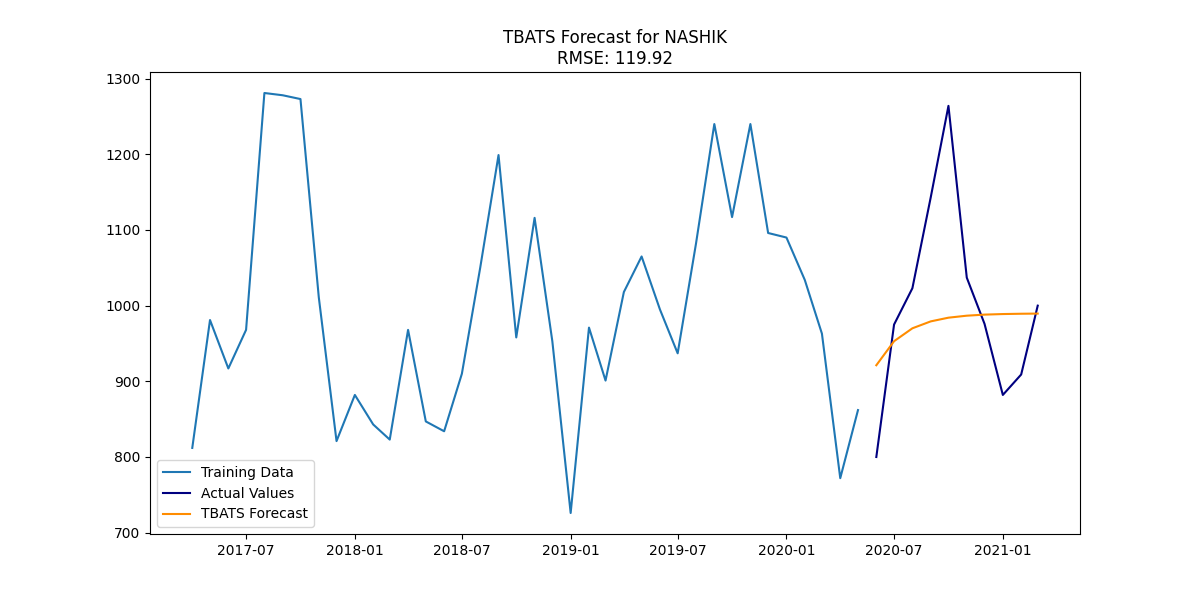 TBATS Forecast for NASHIK
RMSE: 119.92
1300
1200
1100
1000
900
800
700
Training Data
Actual Values
TBATS Forecast
2017-07 2018-01 2018-07 2019-01 2019-07 2020-01 2020-07 2021-01